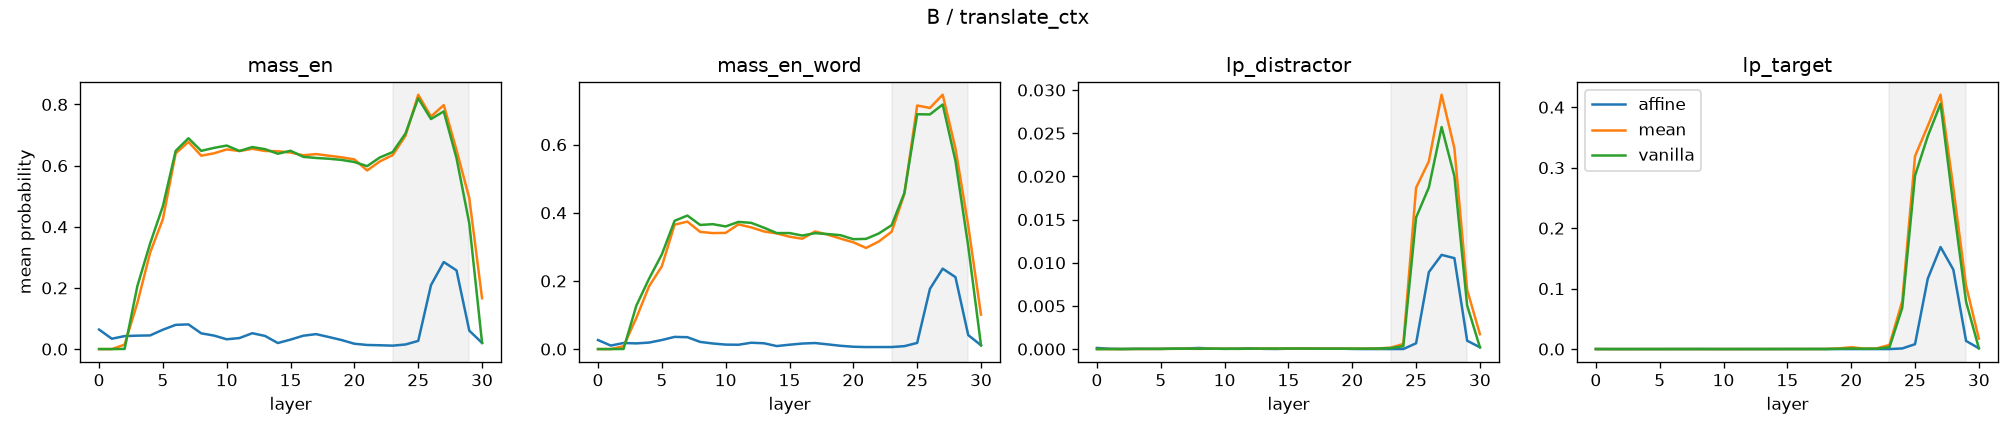 B / translate_ctx
mass_en
mass_en_word
lp_distractor
lp_target
mean probability
0.8
0.6
0.4
0.2
0.0
0 5 10 15 20 25 30
layer
0.6
0.4
0.2
0.0
0 5 10 15 20 25 30
layer
0.030
0.025
0.020
0.015
0.010
0.005
0.000
0 5 10 15 20 25 30
layer
0.4
0.3
0.2
0.1
0.0
0 5 10 15 20 25 30
layer
affine
mean
vanilla